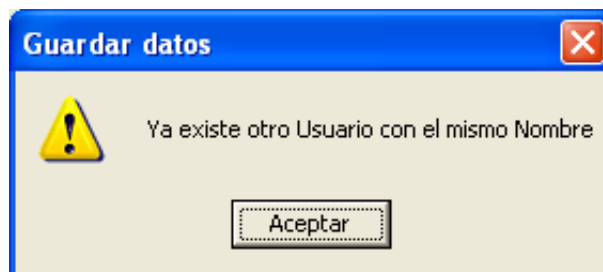 Guardar datos
Ya existe otro Usuario con el mismo Nombre
Aceptar